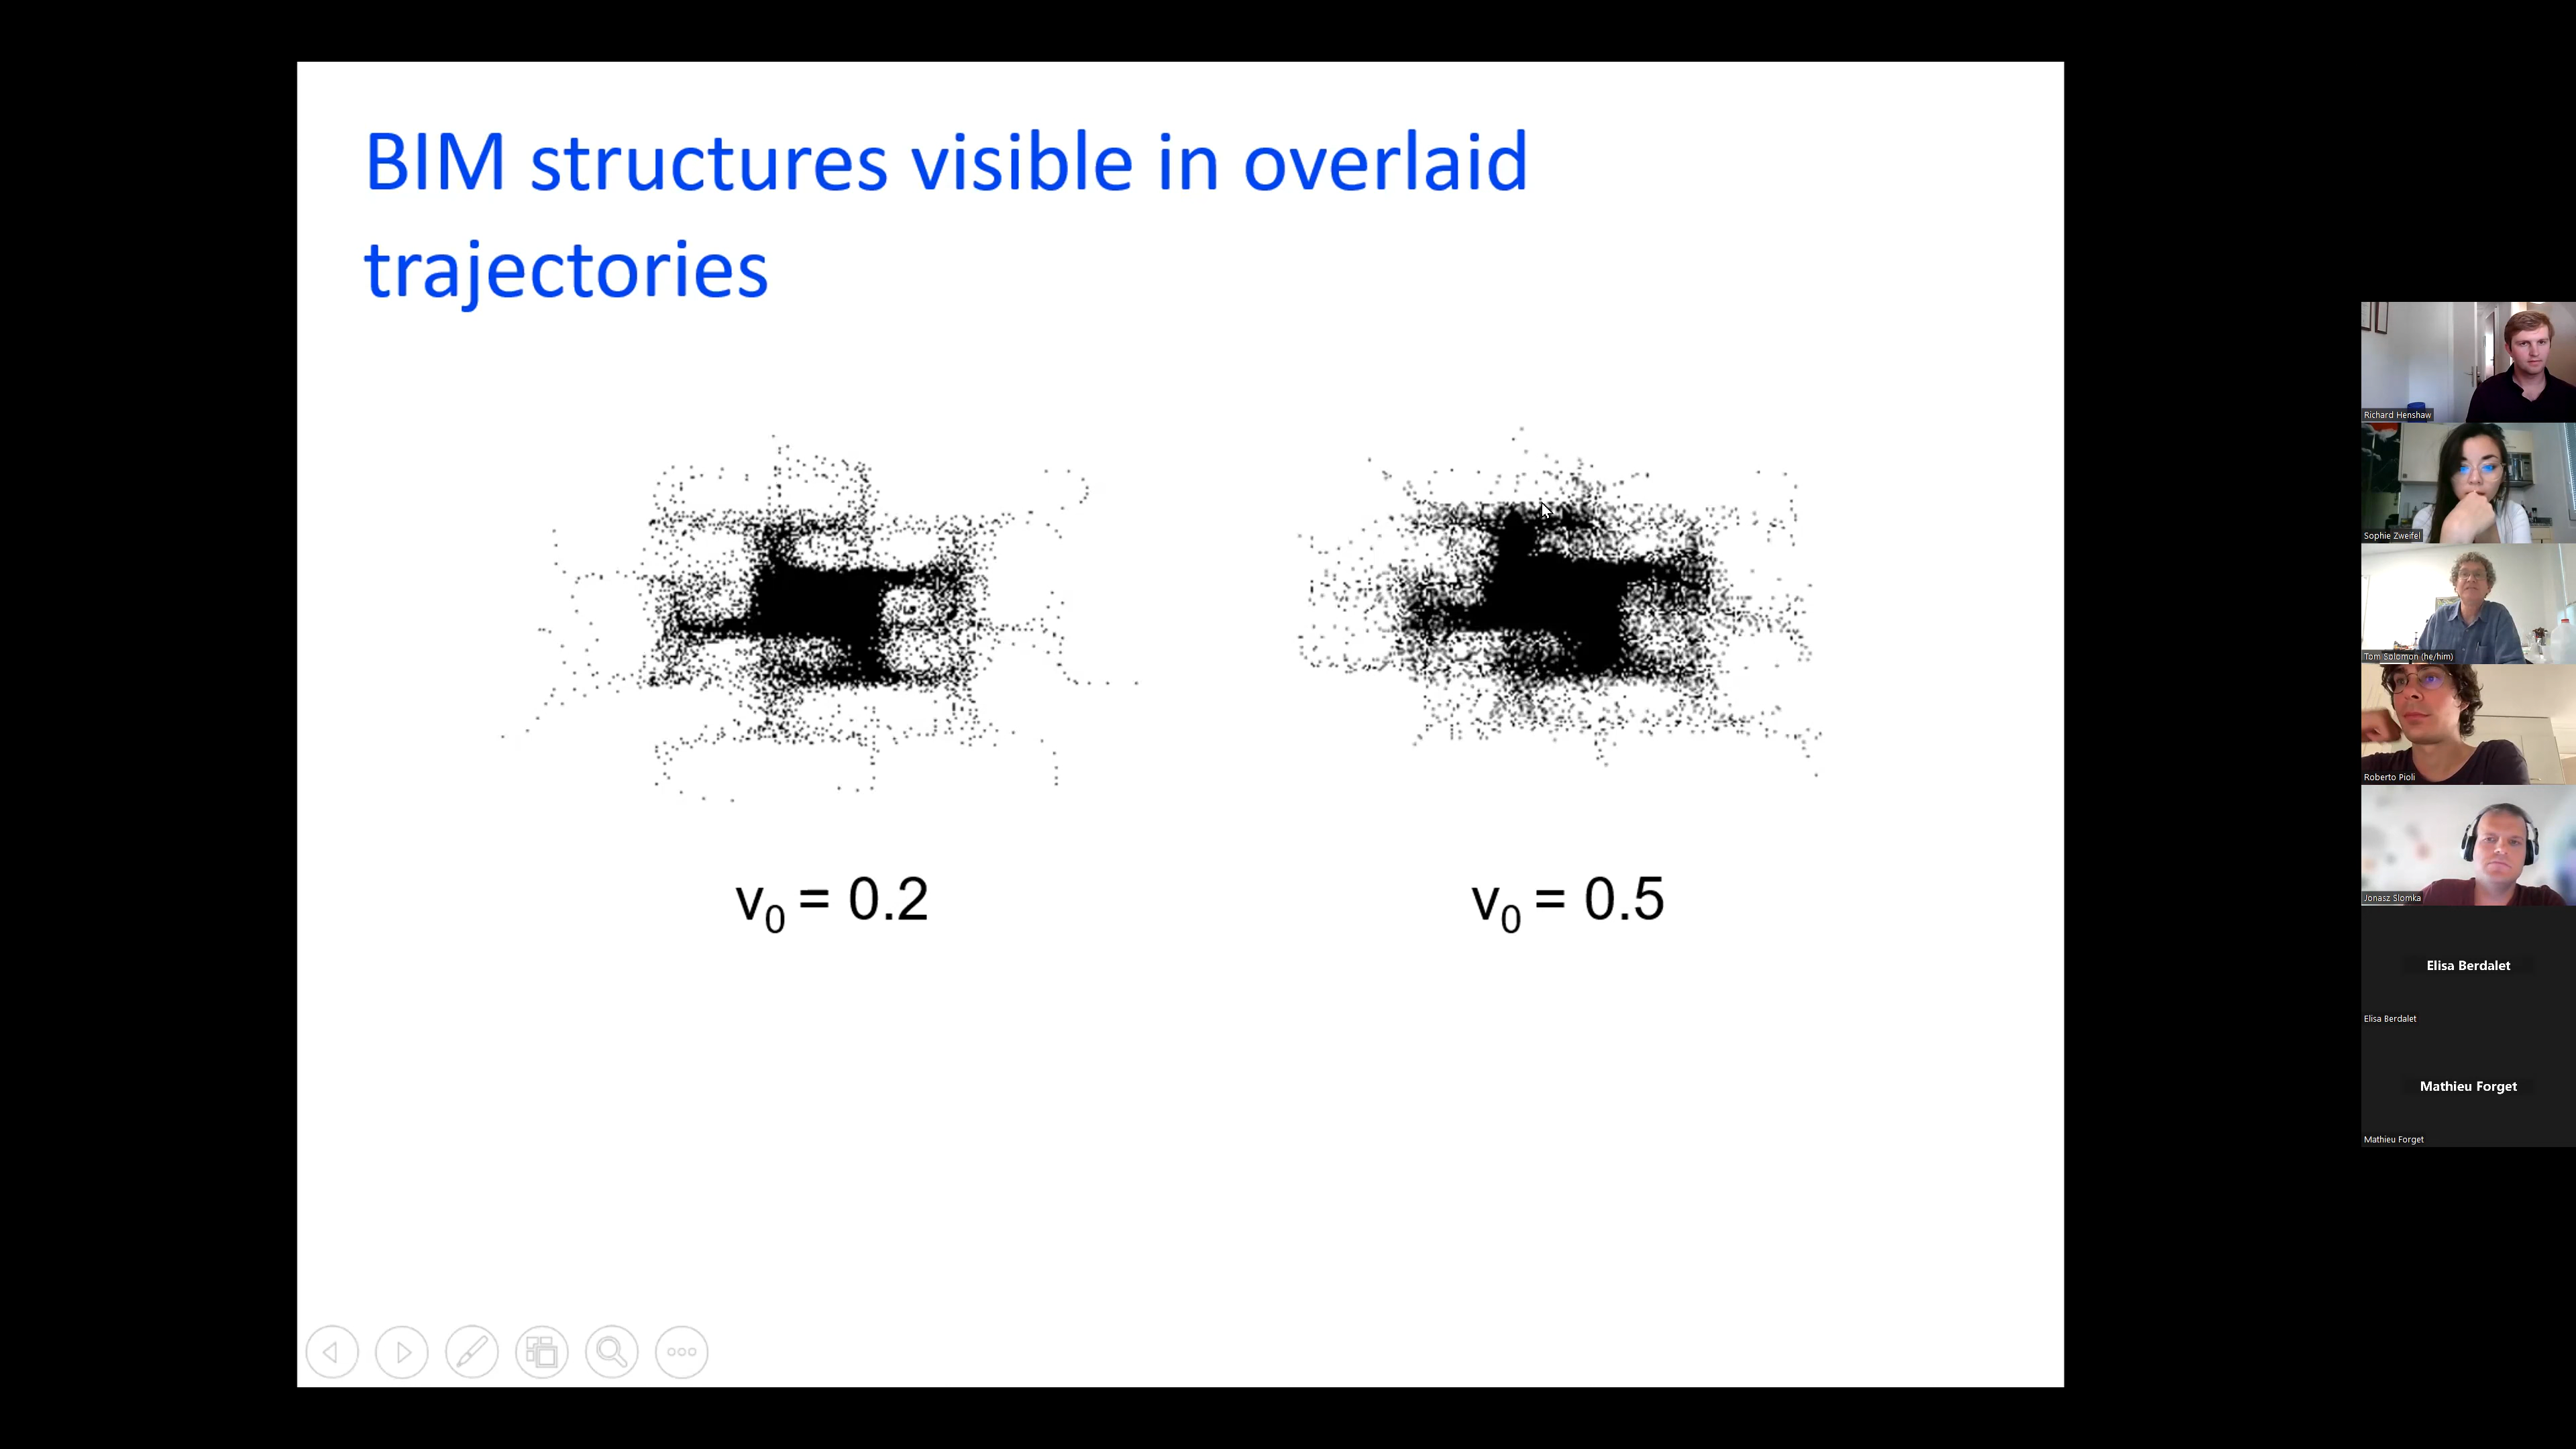 BIM structures visible in overlaid
trajectories
v0 = 0.2
v0 = 0.5
Richard Henshaw
Sophie Zweifel
Tom Solomon (he/him)
Roberto Pioli
Jonasz Slomka
Elisa Berdalet
Elisa Berdalet
Mathieu Forget
Mathieu Forget